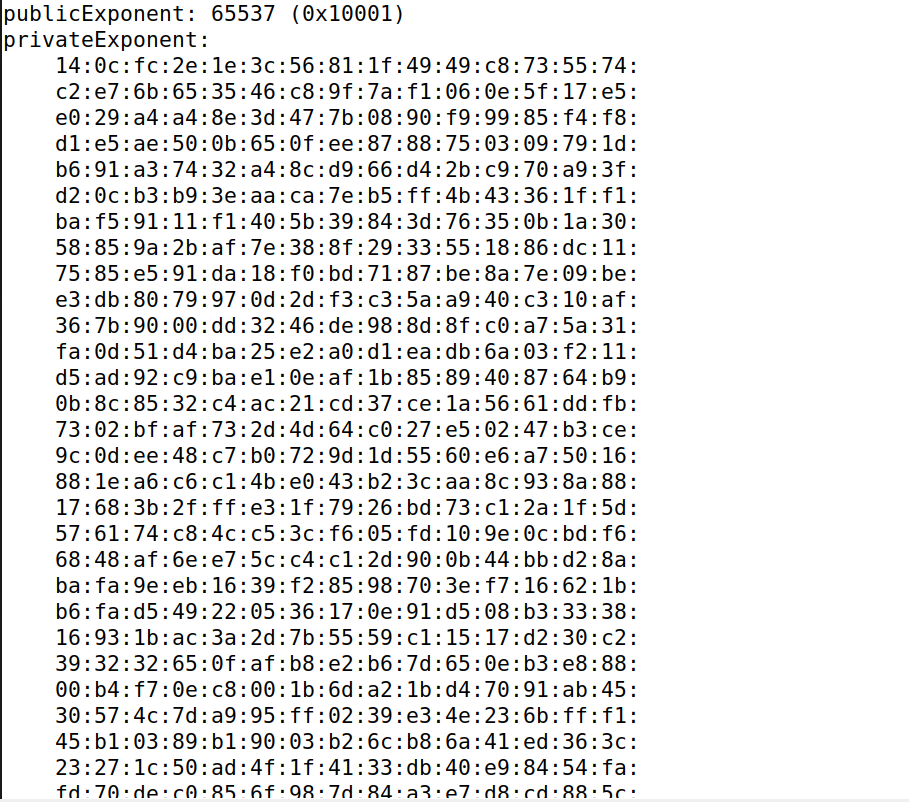 publicExponent: 65537 (0x10001)
privateExponent:
14:0c:fc:2e:1e:3c:56:81:1f:49:49:c8:73:55:74:
c2:e7:6b:65:35:46:c8:9f:7a:f1:06:0e:5f:17:e5:
e0:29:a4:a4:8e:3d:47:7b:08:90:f9:99:85:f4:f8:
d1:e5:ae:50:0b:65:0f:ee:87:88:75:03:09:79:1d:
b6:91:a3:74:32:a4:8c:d9:66:d4:2b:c9:70:a9:3f:
d2:0c:b3:b9:3e:aa:ca:7e:b5:ff:4b:43:36:1f:f1:
ba:f5:91:11:f1:40:5b:39:84:3d:76:35:0b:1a:30:
58:85:9a:2b:af:7e:38:8f:29:33:55:18:86:dc:11:
75:85:e5:91:da:18:f0:bd:71:87:be:8a:7e:09:be:
e3:db:80:79:97:0d:2d:f3:c3:5a:a9:40:c3:10:af:
36:7b:90:00:dd:32:46:de:98:8d:8f:c0:a7:5a:31:
fa:0d:51:d4:ba:25:e2:a0:d1:ea:db:6a:03:f2:11:
d5:ad:92:c9:ba:e1:0e:af:1b:85:89:40:87:64:b9:
0b:8c:85:32:c4:ac:21:cd:37:ce:1a:56:61:dd:fb:
73:02:bf:af:73:2d:4d:64:c0:27:e5:02:47:b3:ce:
9c:0d:ee:48:c7:b0:72:9d:1d:55:60:e6:a7:50:16:
88:1e:a6:c6:c1:4b:e0:43:b2:3c:aa:8c:93:8a:88:
17:68:3b:2f:ff:e3:1f:79:26:bd:73:c1:2a:1f:5d:
57:61:74:c8:4c:c5:3c:f6:05:fd:10:9e:0c:bd:f6:
68:48:af:6e:e7:5c:c4:c1:2d:90:0b:44:bb:d2:8a:
ba:fa:9e:eb:16:39:f2:85:98:70:3e:f7:16:62:1b:
b6:fa:d5:49:22:05:36:17:0e:91:d5:08:b3:33:38:
16:93:1b:ac:3a:2d:7b:55:59:c1:15:17:d2:30:c2:
39:32:32:65:0f:af:b8:e2:b6:7d:65:0e:b3:e8:88:
00:b4:f7:0e:c8:00:1b:6d:a2:1b:d4:70:91:ab:45:
30:57:4c:7d:a9:95:ff:02:39:e3:4e:23:6b:ff:f1:
45:b1:03:89:b1:90:03:b2:6c:b8:6a:41:ed:36:3c:
23:27:1c:50:ad:4f:1f:41:33:db:40:e9:84:54:fa:
fd:70:de:c0:85:6f:98:7d:84:a3:e7:d8:cd:88:5c: